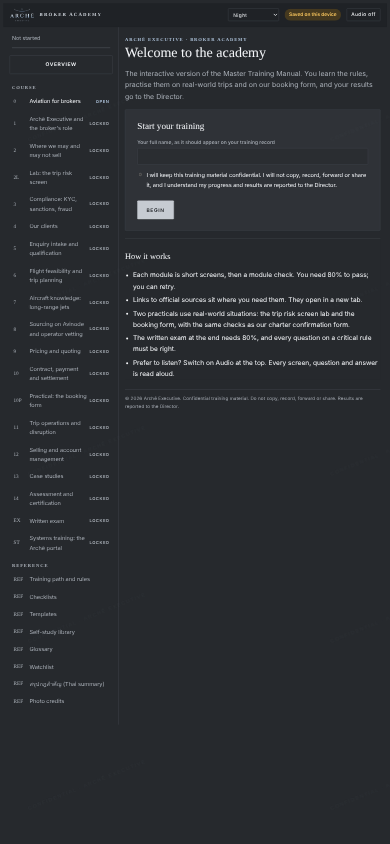 ARCHÉ BROKER ACADEMY
Night
Saved on this device
Audio off
Not started
OVERVIEW
COURSE
0 Aviation for brokers OPEN
1 Arché Executive and the broker's role LOCKED
2 Where we may and may not sell LOCKED
2L Lab: the trip risk screen LOCKED
3 Compliance: KYC, sanctions, fraud LOCKED
4 Our clients LOCKED
5 Enquiry intake and qualification LOCKED
6 Flight feasibility and trip planning LOCKED
7 Aircraft knowledge: long-range jets LOCKED
8 Sourcing on Avinode and operator vetting LOCKED
9 Pricing and quoting LOCKED
10 Contract, payment and settlement LOCKED
10P Practical: the booking form LOCKED
11 Trip operations and disruption LOCKED
12 Selling and account management LOCKED
13 Case studies LOCKED
14 Assessment and certification LOCKED
EX Written exam LOCKED
ST Systems training: the Arché portal LOCKED
REFERENCE
REF Training path and rules
REF Checklists
REF Templates
REF Self-study library
REF Glossary
REF Watchlist
REF สรุปกฎสำคัญ (Thai summary)
REF Photo credits
ARCHÉ EXECUTIVE · BROKER ACADEMY
Welcome to the academy
The interactive version of the Master Training Manual. You learn the rules,
practise them on real-world trips and on our booking form, and your results
go to the Director.
Start your training
Your full name, as it should appear on your training record
I will keep this training material confidential. I will not copy, record, forward or share
it, and I understand my progress and results are reported to the Director.
BEGIN
How it works
• Each module is short screens, then a module check. You need 80% to pass;
you can retry.
• Links to official sources sit where you need them. They open in a new tab.
• Two practicals use real-world situations: the trip risk screen lab and the
booking form, with the same checks as our charter confirmation form.
• The written exam at the end needs 80%, and every question on a critical rule
must be right.
• Prefer to listen? Switch on Audio at the top. Every screen, question and answer
is read aloud.
© 2026 Arché Executive. Confidential training material. Do not copy, record, forward or share. Results are
reported to the Director.